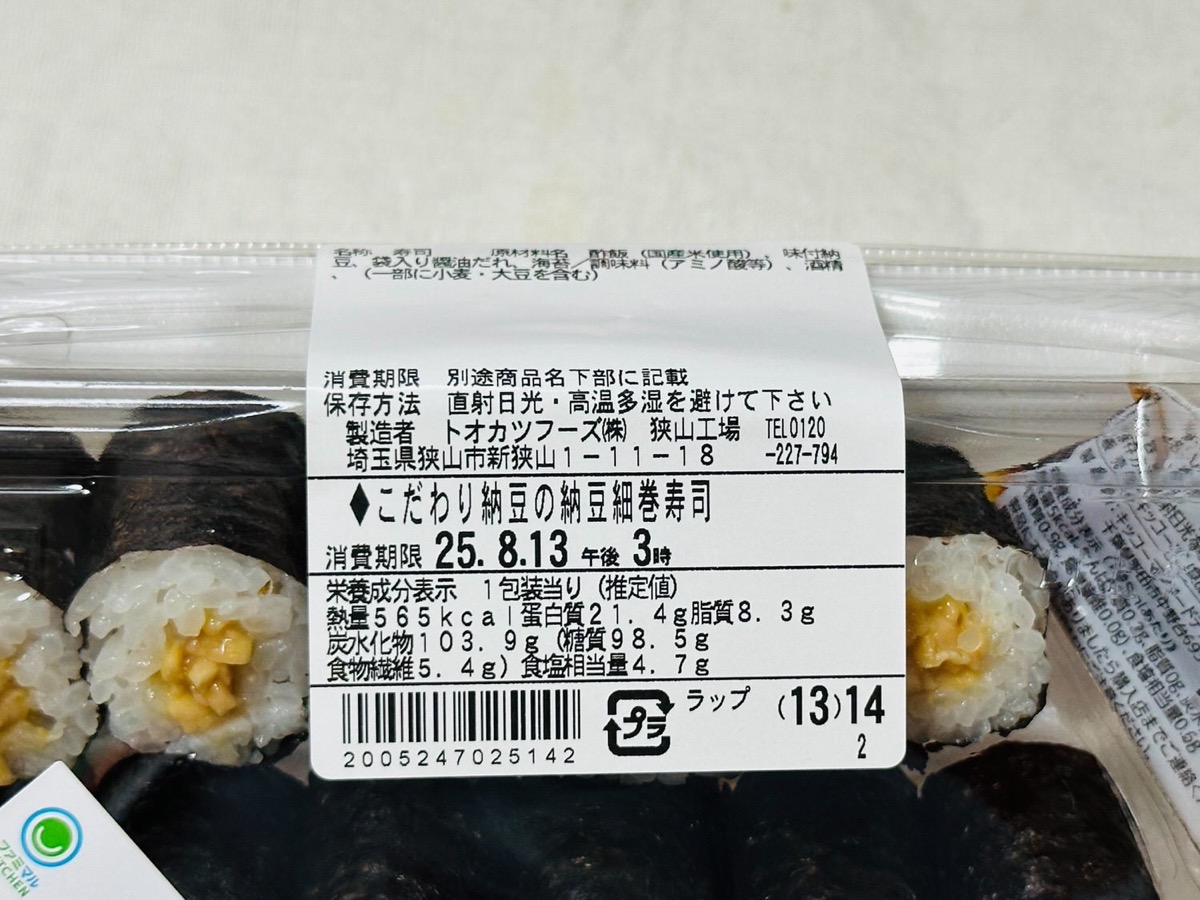 名称 寿司 原材料名 酢飯（国産米使用）、味付納
豆、袋入り醤油だれ、海苔／調味料（アミノ酸等）、酒精
、（一部に小麦・大豆を含む）
消費期限 別途商品名下部に記載
保存方法 直射日光・高温多湿を避けて下さい
製造者 トオカツフーズ㈱ 狭山工場 TEL0120
埼玉県狭山市新狭山１－１１－１８ -227-794
♦こだわり納豆の納豆細巻寿司
消費期限 25. 8.13 午後 3時
栄養成分表示 １包装当り（推定値）
熱量５６５ｋｃａｌ蛋白質２１．４ｇ脂質８．３ｇ
炭水化物１０３．９ｇ（糖質９８．５ｇ
食物繊維５．４ｇ）食塩相当量４．７ｇ
プラ ラップ (13)14
2
2005247025142
ファミマル
KITCHEN